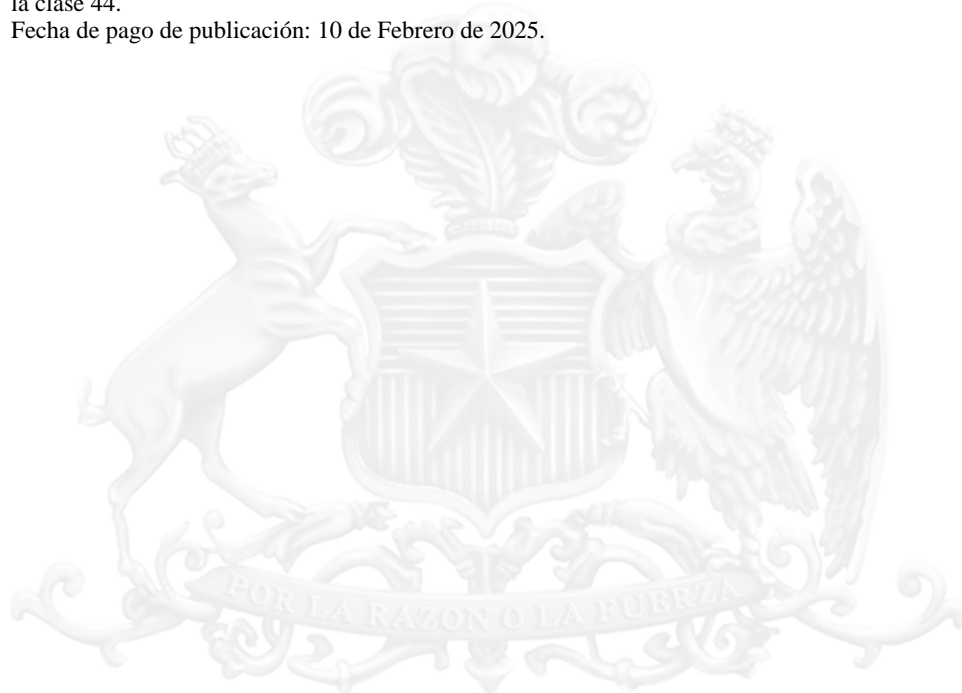 la clase 44.
Fecha de pago de publicación: 10 de Febrero de 2025.
POR LA RAZON O LA FUERZA